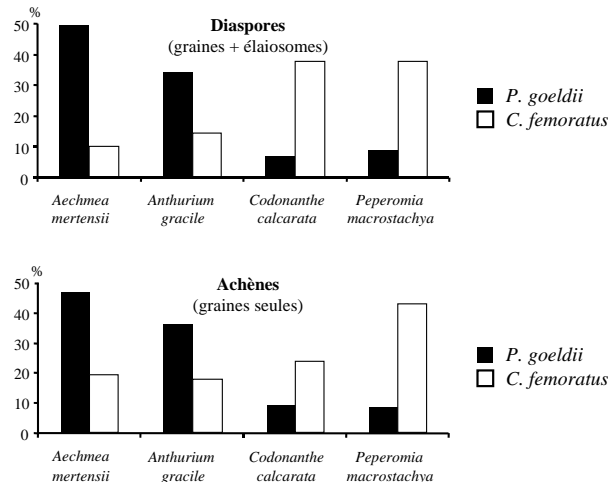 %
Diaspores
(graines + élaiosomes)
50
40
30
20
10
0
P. goeldii
C. femoratus
Aechmea mertensii
Anthurium gracile
Codonanthe calcarata
Peperomia macrostachya
%
Achènes
(graines seules)
50
40
30
20
10
0
P. goeldii
C. femoratus
Aechmea mertensii
Anthurium gracile
Codonanthe calcarata
Peperomia macrostachya